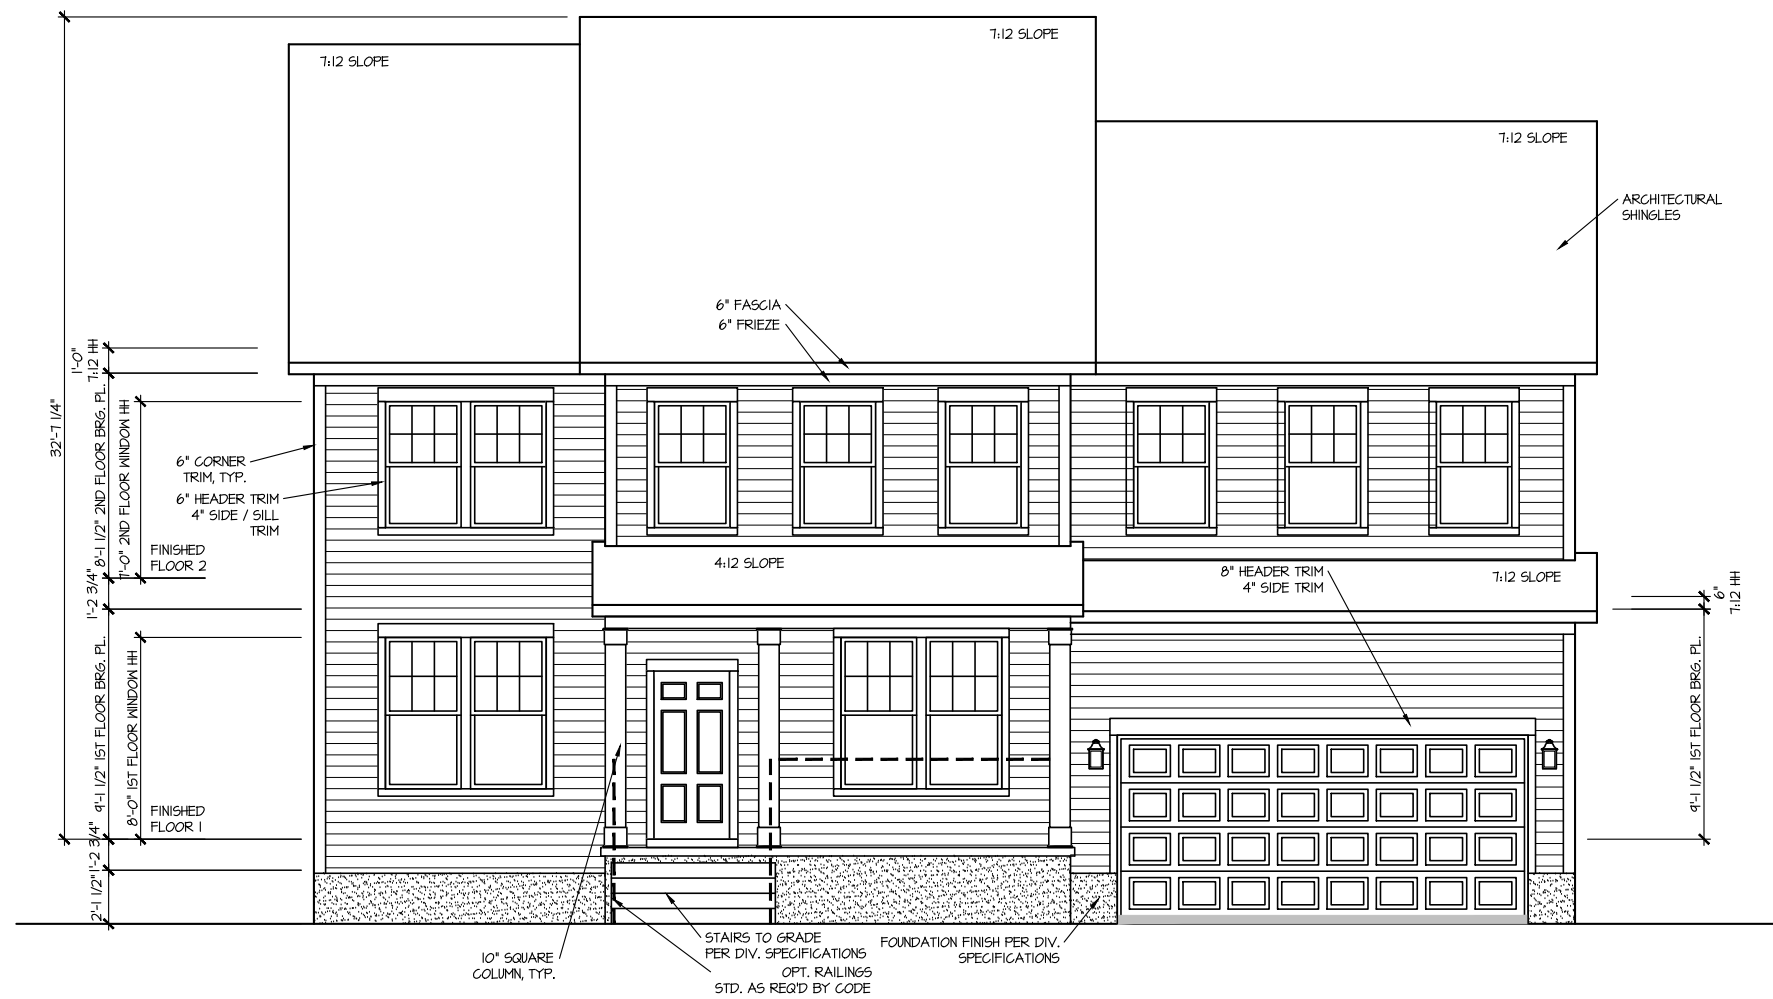 7:12 SLOPE
7:12 SLOPE
7:12 SLOPE
ARCHITECTURAL
SHINGLES
6" FASCIA
6" FRIEZE
32'-7 1/4"
1'-0"
7:12 HH
8'-1 1/2" 2ND FLOOR BRG. PL.
7'-0" 2ND FLOOR WINDOW HH
6" CORNER
TRIM, TYP.
6" HEADER TRIM
4" SIDE / SILL
TRIM
FINISHED
FLOOR 2
1'-2 3/4"
4:12 SLOPE
8" HEADER TRIM
4" SIDE TRIM
7:12 SLOPE
6"
7:12 HH
9'-1 1/2" 1ST FLOOR BRG. PL.
8'-0" 1ST FLOOR WINDOW HH
9'-1 1/2" 1ST FLOOR BRG. PL.
FINISHED
FLOOR 1
1'-2 3/4"
2'-1 1/2"
10" SQUARE
COLUMN, TYP.
STAIRS TO GRADE
PER DIV. SPECIFICATIONS
OPT. RAILINGS
STD. AS REQ'D BY CODE
FOUNDATION FINISH PER DIV.
SPECIFICATIONS